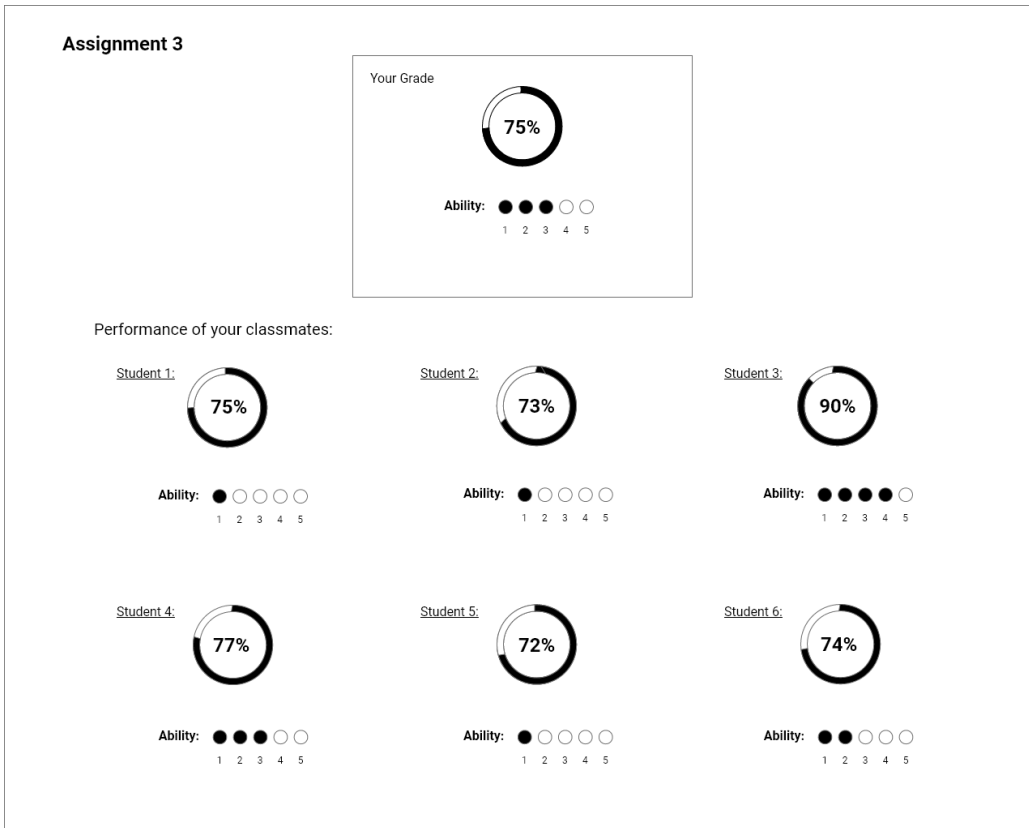 Assignment 3
Your Grade
75%
Ability:
1 2 3 4 5
Performance of your classmates:
Student 1:
75%
Ability:
1 2 3 4 5
Student 2:
73%
Ability:
1 2 3 4 5
Student 3:
90%
Ability:
1 2 3 4 5
Student 4:
77%
Ability:
1 2 3 4 5
Student 5:
72%
Ability:
1 2 3 4 5
Student 6:
74%
Ability:
1 2 3 4 5